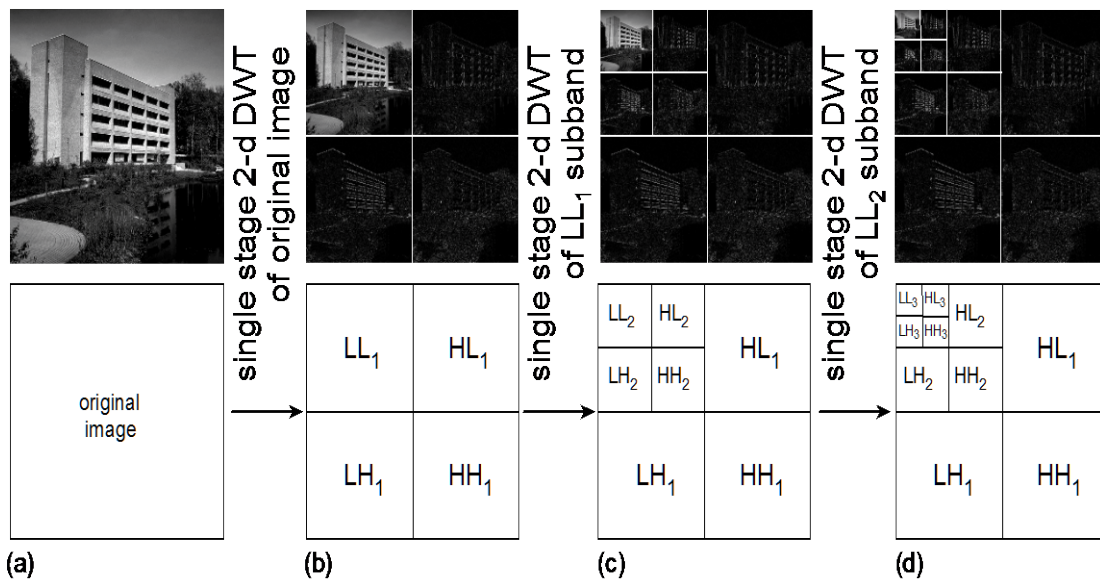 single stage 2-d DWT
of original image
single stage 2-d DWT
of LL₁ subband
single stage 2-d DWT
of LL₂ subband
original
image
LL₁ HL₁
LH₁ HH₁
LL₂ HL₂ HL₁
LH₂ HH₂
LH₁ HH₁
LL₃ HL₃ HL₂ HL₁
LH₃ HH₃
LH₂ HH₂
LH₁ HH₁
(a) (b) (c) (d)